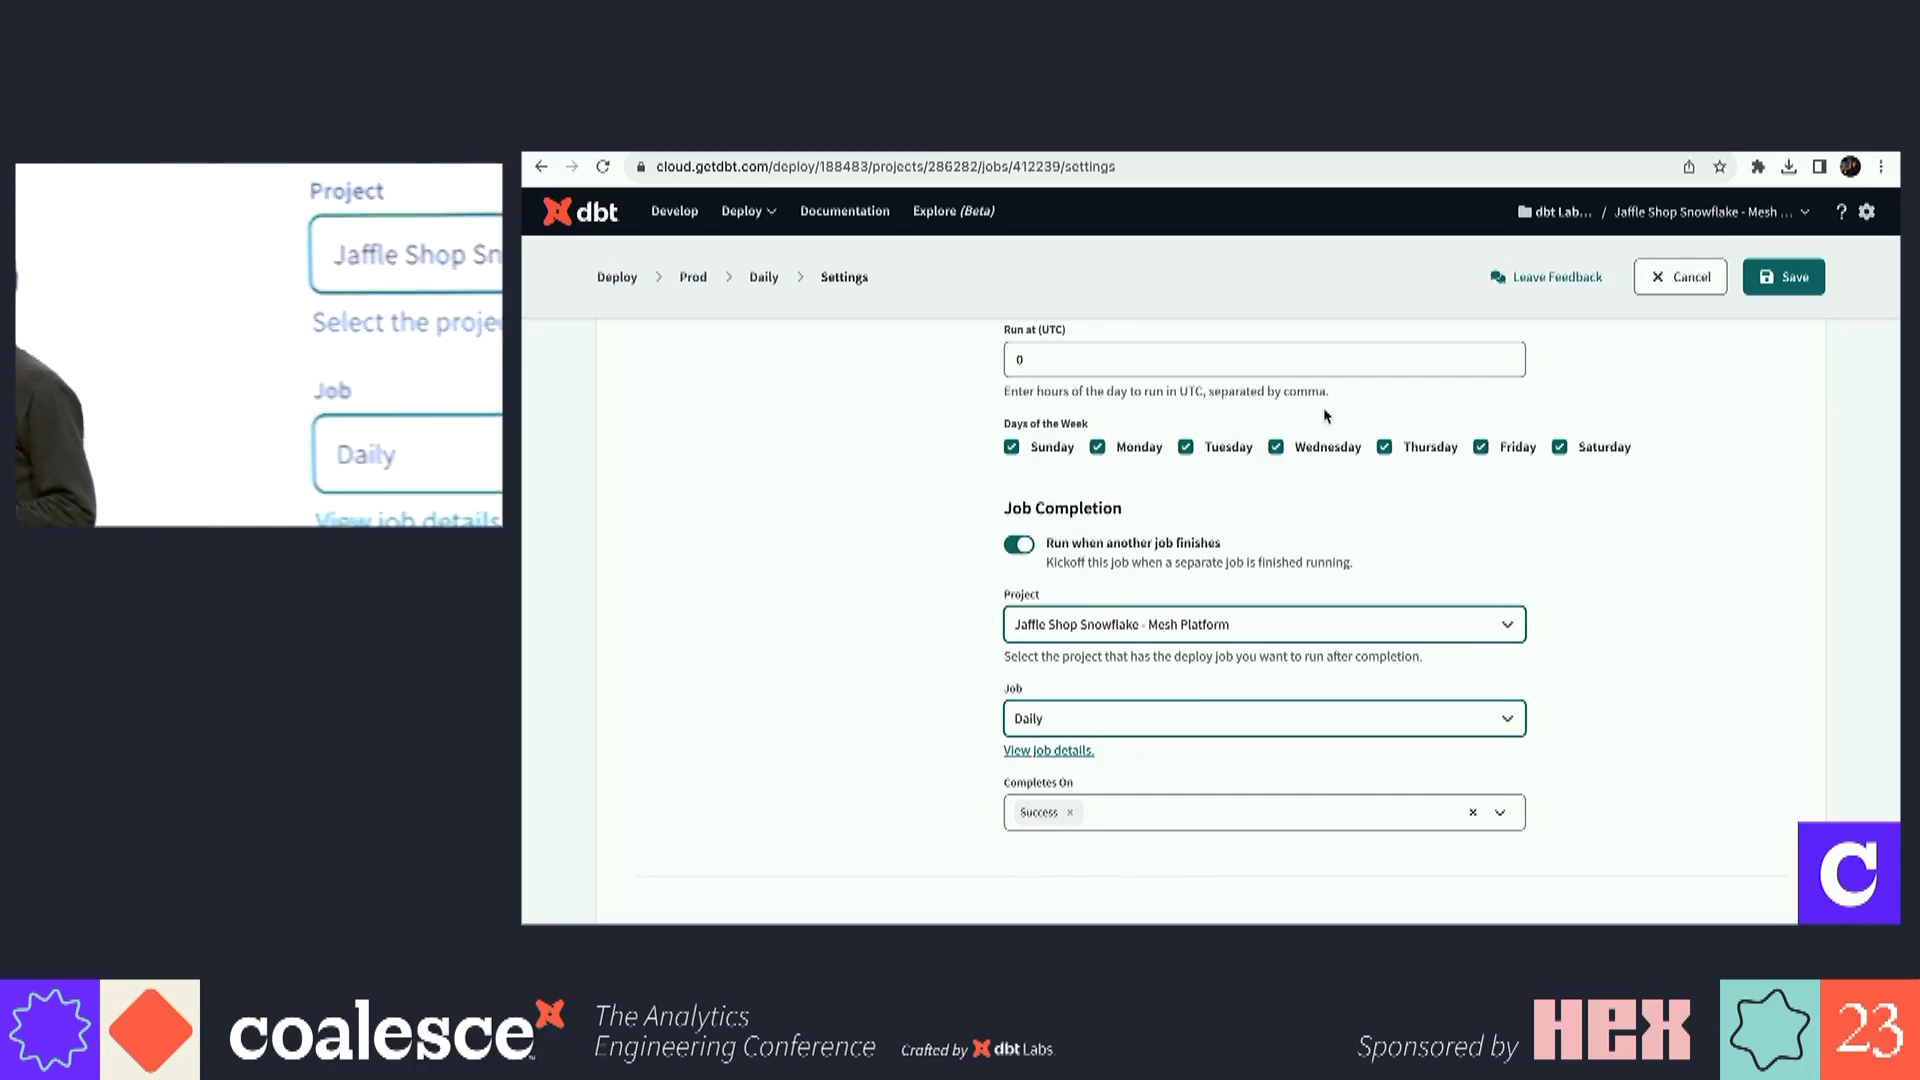 Project
Jaffle Shop Sn
Select the projec
Job
Daily
View job details
cloud.getdbt.com/deploy/188483/projects/286282/jobs/412239/settings
dbt Develop Deploy Documentation Explore (Beta) dbt Lab... / Jaffle Shop Snowflake - Mesh ... ?
Deploy > Prod > Daily > Settings Leave Feedback Cancel Save
Run at (UTC)
0
Enter hours of the day to run in UTC, separated by comma.
Days of the Week
Sunday Monday Tuesday Wednesday Thursday Friday Saturday
Job Completion
Run when another job finishes
Kickoff this job when a separate job is finished running.
Project
Jaffle Shop Snowflake - Mesh Platform
Select the project that has the deploy job you want to run after completion.
Job
Daily
View job details.
Completes On
Success ×
C
coalesce
The Analytics
Engineering Conference
Crafted by dbt Labs
Sponsored by HEX
23